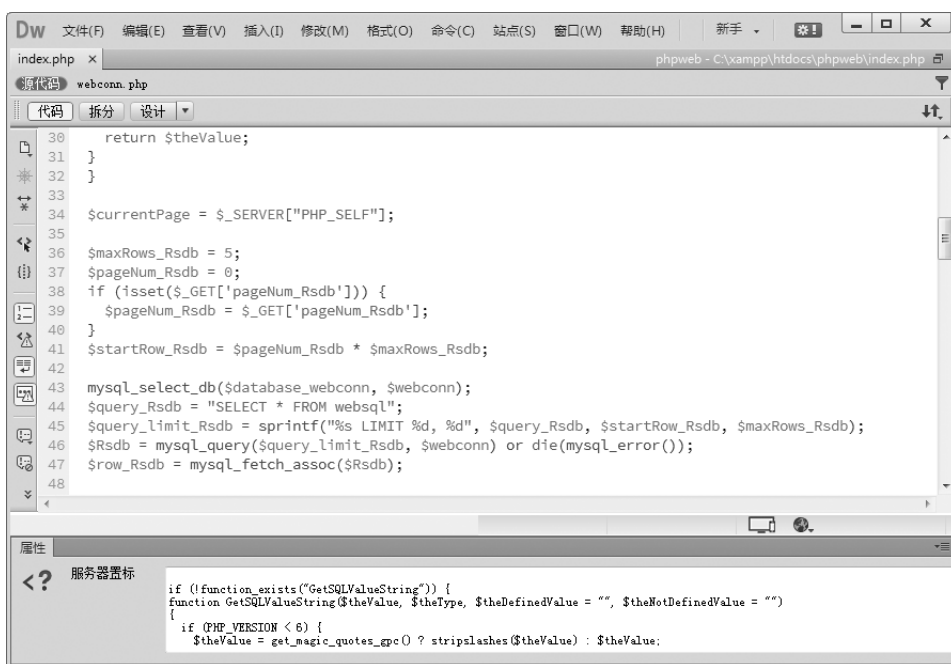 Dw 文件(F) 编辑(E) 查看(V) 插入(I) 修改(M) 格式(O) 命令(C) 站点(S) 窗口(W) 帮助(H) 新手
index.php × phpweb - C:\xampp\htdocs\phpweb\index.php
源代码 webconn.php
代码 拆分 设计
30 return $theValue;
31 }
32 }
33
34 $currentPage = $_SERVER["PHP_SELF"];
35
36 $maxRows_Rsdb = 5;
37 $pageNum_Rsdb = 0;
38 if (isset($_GET['pageNum_Rsdb'])) {
39 $pageNum_Rsdb = $_GET['pageNum_Rsdb'];
40 }
41 $startRow_Rsdb = $pageNum_Rsdb * $maxRows_Rsdb;
42
43 mysql_select_db($database_webconn, $webconn);
44 $query_Rsdb = "SELECT * FROM websql";
45 $query_limit_Rsdb = sprintf("%s LIMIT %d, %d", $query_Rsdb, $startRow_Rsdb, $maxRows_Rsdb);
46 $Rsdb = mysql_query($query_limit_Rsdb, $webconn) or die(mysql_error());
47 $row_Rsdb = mysql_fetch_assoc($Rsdb);
48
属性
<? 服务器置标
if (!function_exists("GetSQLValueString")) {
function GetSQLValueString($theValue, $theType, $theDefinedValue = "", $theNotDefinedValue = "")
{
if (PHP_VERSION < 6) {
$theValue = get_magic_quotes_gpc() ? stripslashes($theValue) : $theValue;